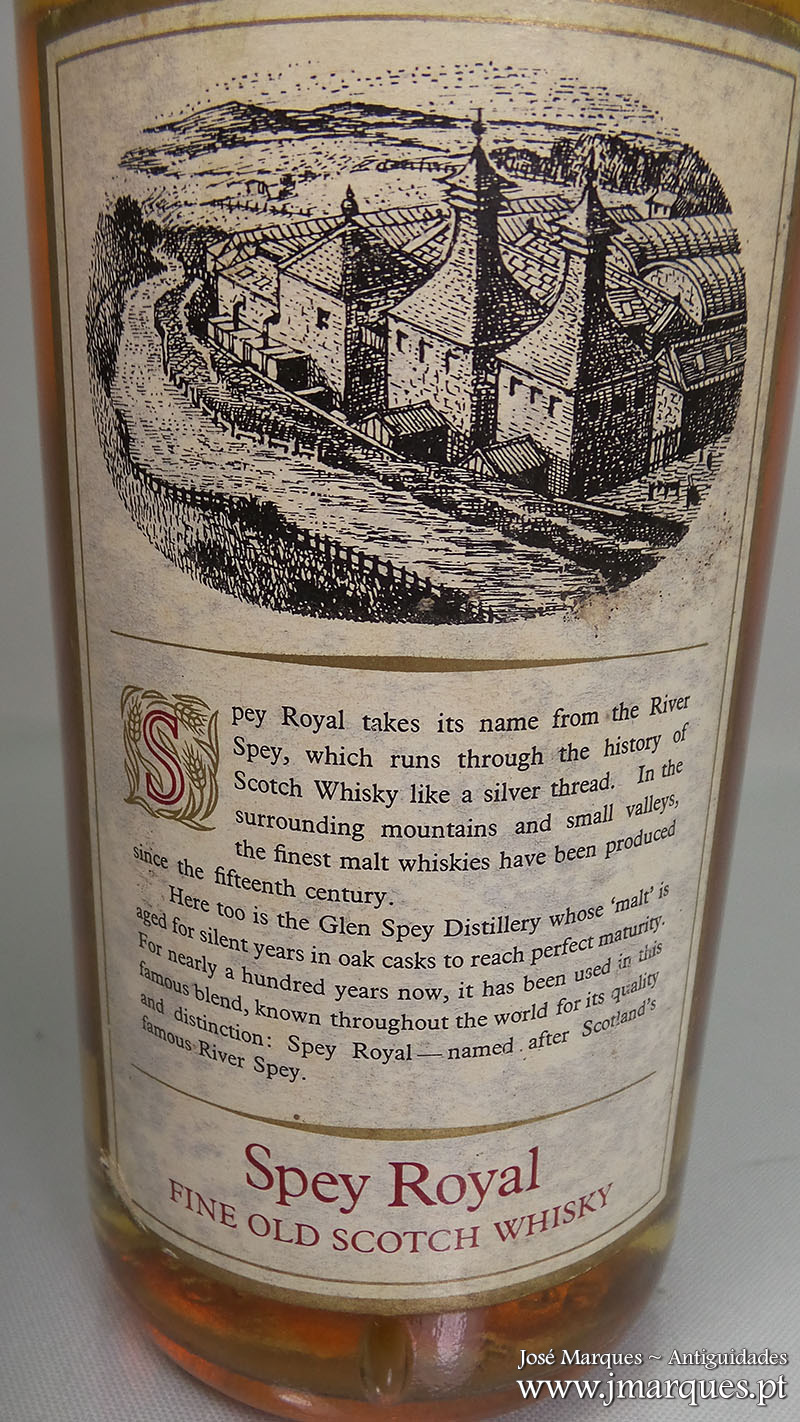 Spey Royal takes its name from the River
Spey, which runs through the history of
Scotch Whisky like a silver thread. In the
surrounding mountains and small valleys,
the finest malt whiskies have been produced
since the fifteenth century.
Here too is the Glen Spey Distillery whose ‘malt’ is
aged for silent years in oak casks to reach perfect maturity.
For nearly a hundred years now, it has been used in this
famous blend, known throughout the world for its quality
and distinction: Spey Royal—named after Scotland’s
famous River Spey.
Spey Royal
FINE OLD SCOTCH WHISKY
José Marques ~ Antiguidades
www.jmarques.pt